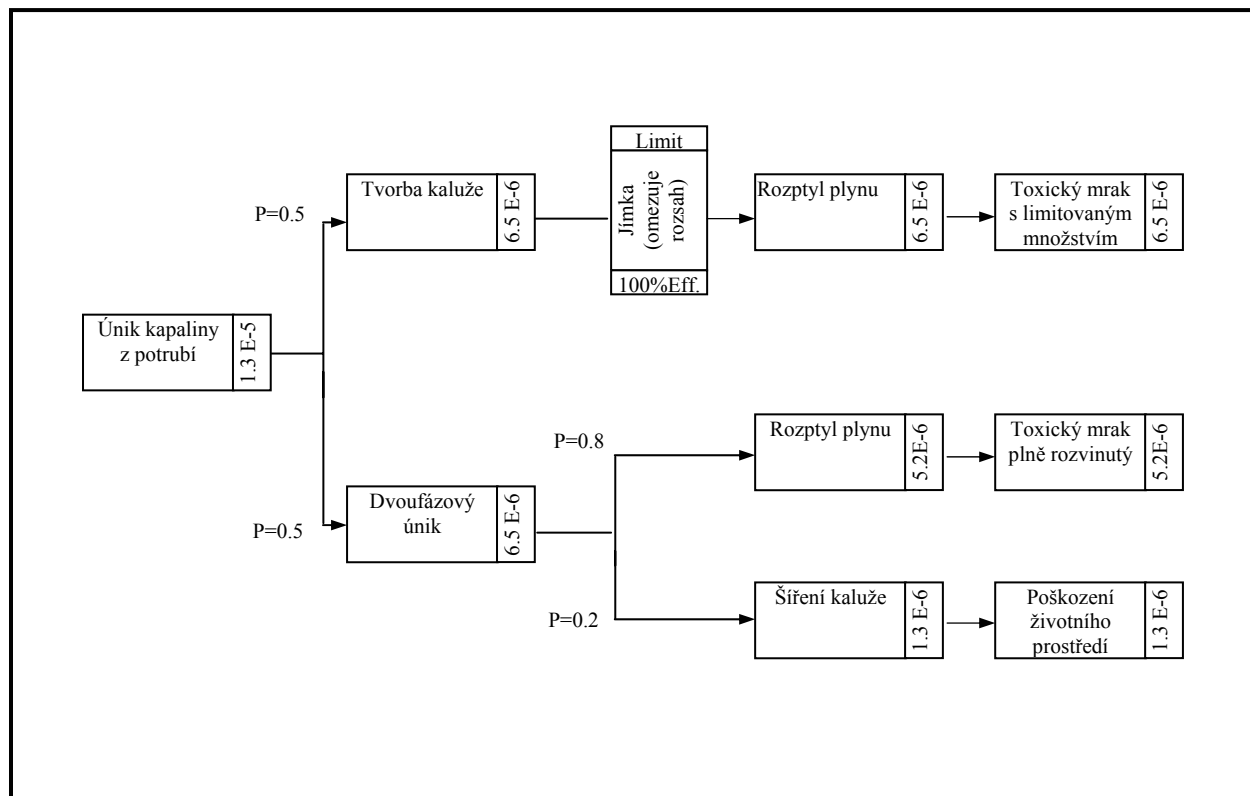 Limit
Jímka
(omezuje
rozsah
100%Eff.
Tvorba kaluže
6.5 E-6
Rozptyl plynu
6.5 E-6
Toxický mrak
s limitovaným
množstvím
6.5 E-6
P=0.5
Únik kapaliny
z potrubí
1.3 E-5
P=0.8
Rozptyl plynu
5.2E-6
Toxický mrak
plně rozvinutý
5.2E-6
P=0.5
Dvoufázový
únik
6.5 E-6
P=0.2
Šíření kaluže
1.3 E-6
Poškození
životního
prostředí
1.3 E-6